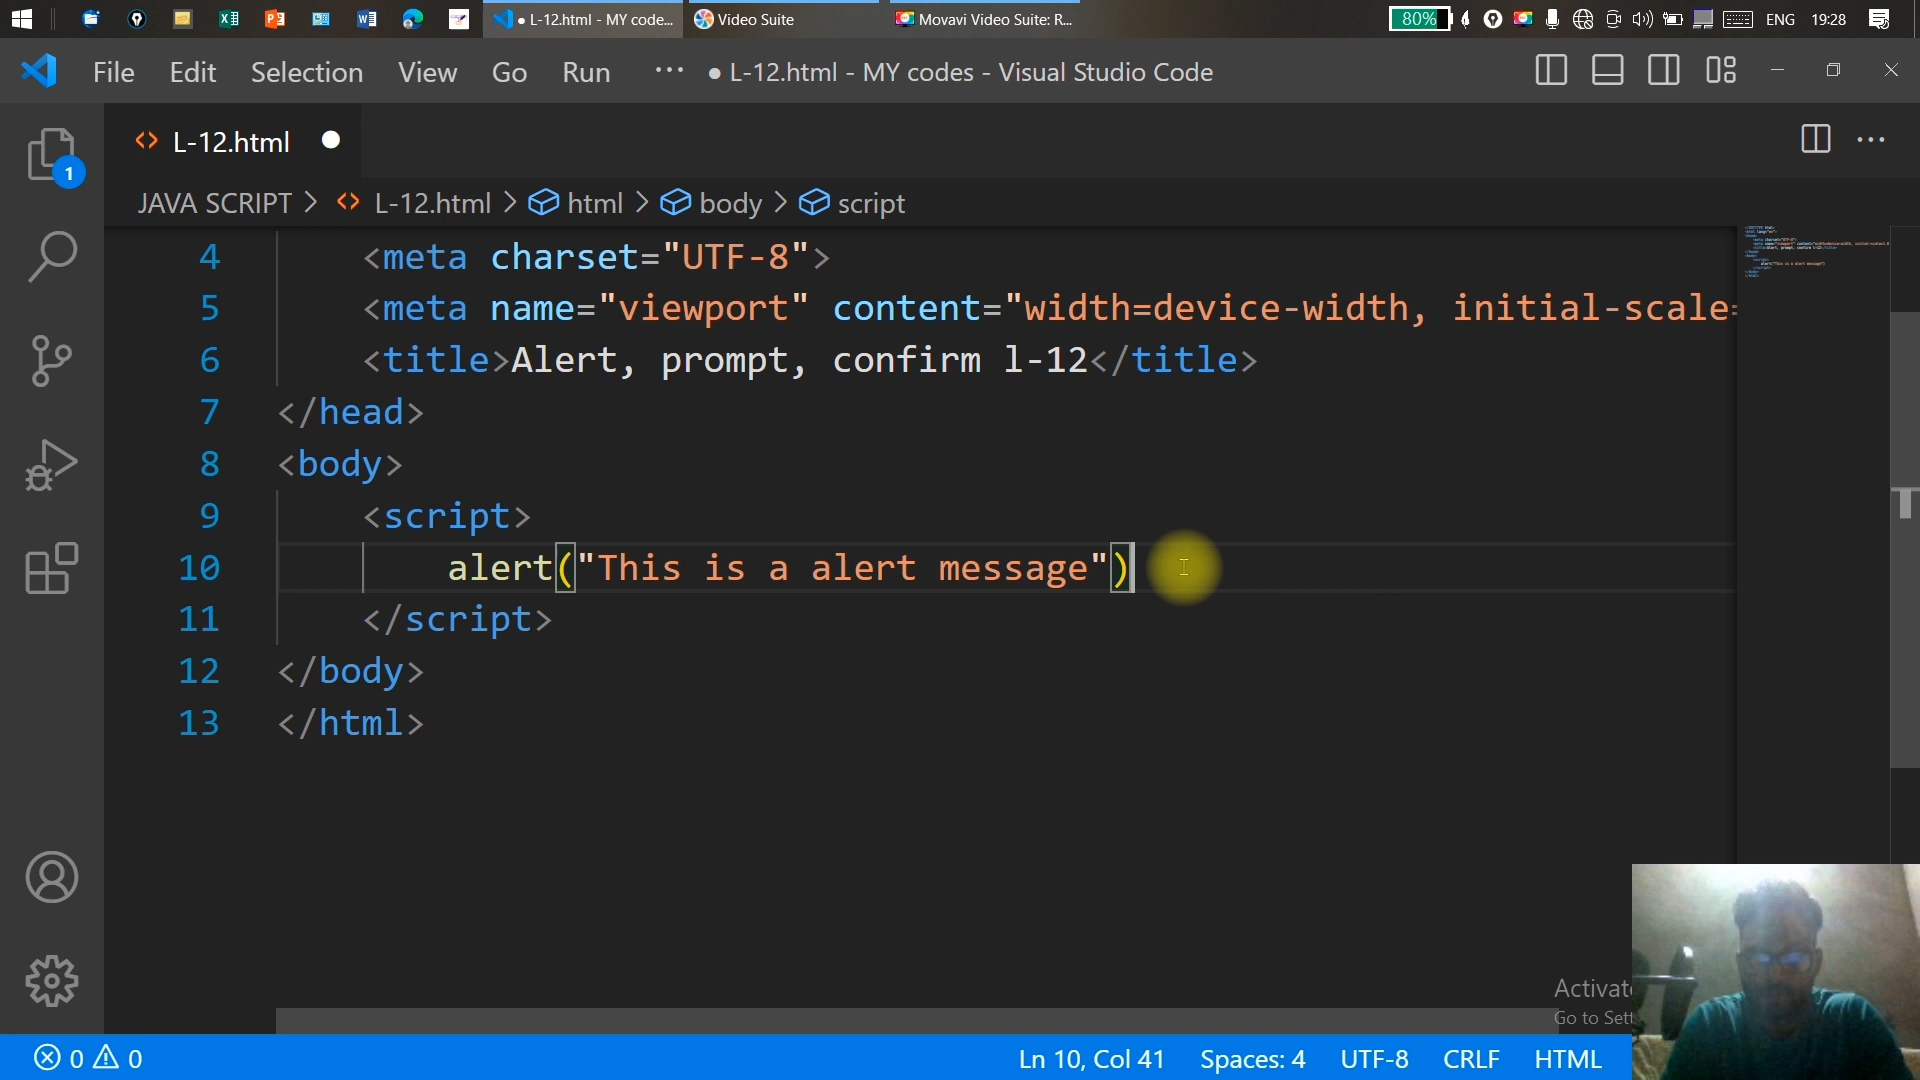 L-12.html - MY code...
Video Suite
Movavi Video Suite: R...
80%
ENG
19:28
File Edit Selection View Go Run ··· ● L-12.html - MY codes - Visual Studio Code
L-12.html
1
JAVA SCRIPT > L-12.html > html > body > script
4 <meta charset="UTF-8">
5 <meta name="viewport" content="width=device-width, initial-scale=
6 <title>Alert, prompt, confirm l-12</title>
7 </head>
8 <body>
9 <script>
10 alert("This is a alert message")
11 </script>
12 </body>
13 </html>
Activate
Go to Sett
0 0 Ln 10, Col 41 Spaces: 4 UTF-8 CRLF HTML